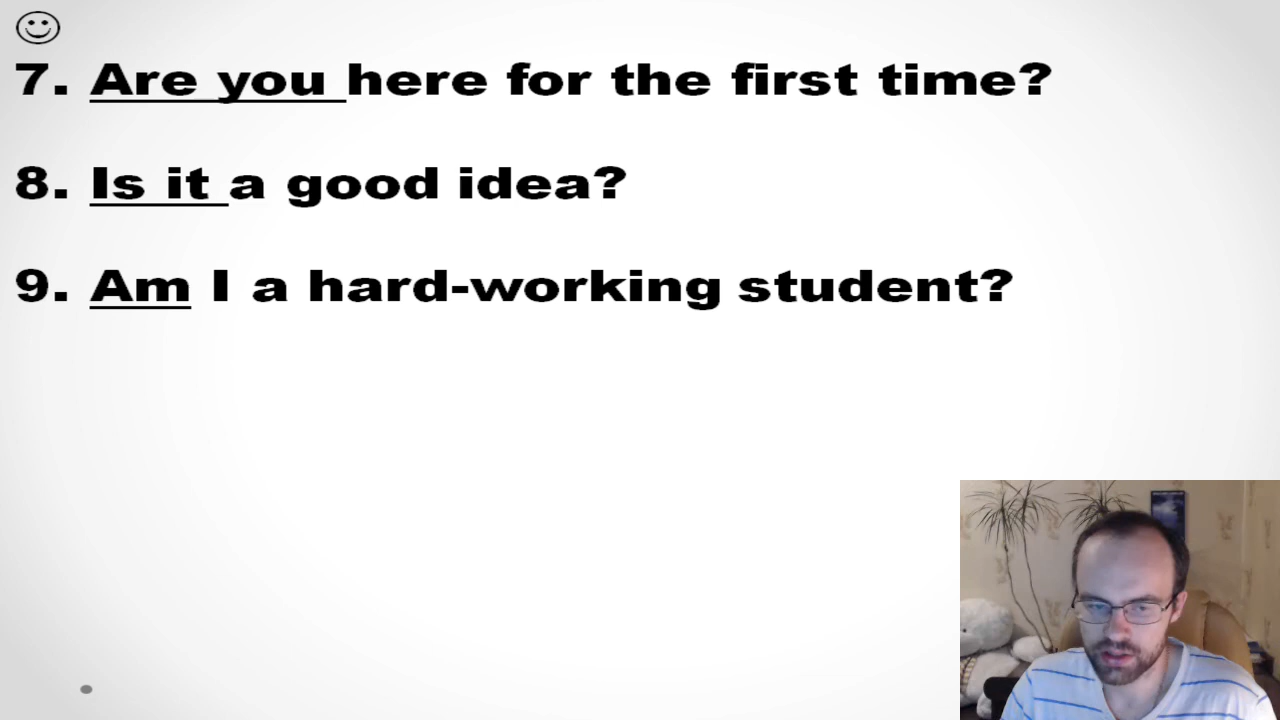 7. Are you here for the first time?
8. Is it a good idea?
9. Am I a hard-working student?